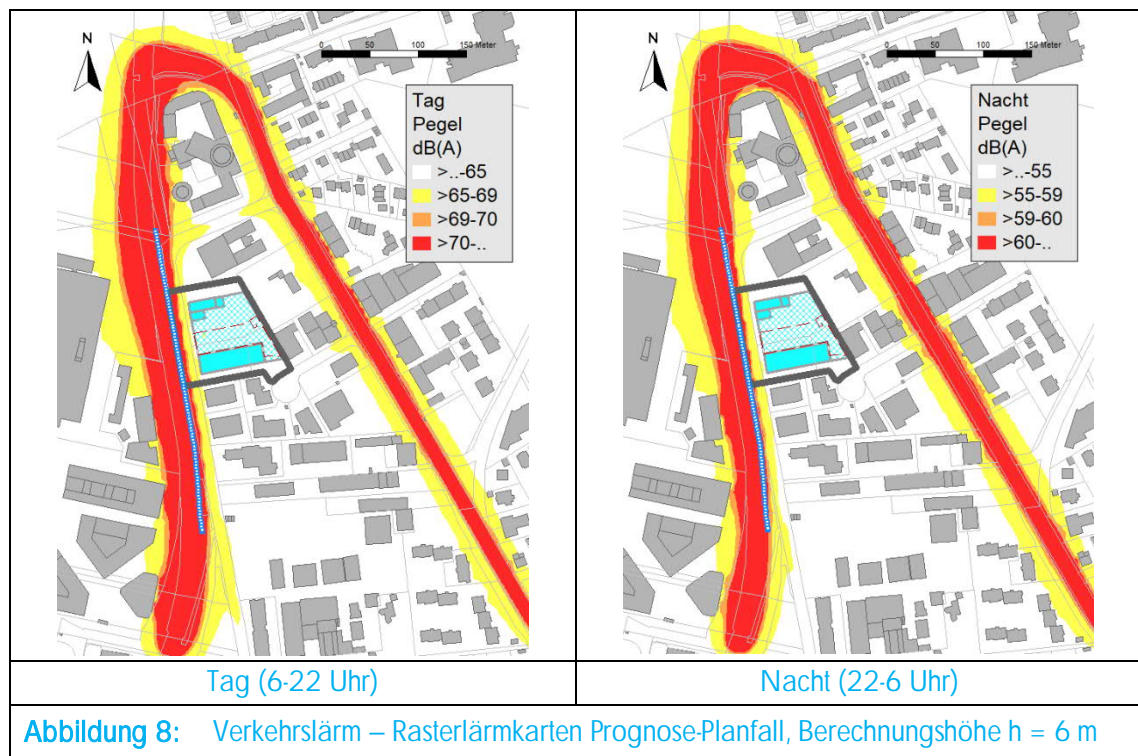 N
0 50 100 150 Meter
Tag
Pegel
dB(A)
>..-65
>65-69
>69-70
>70-..
N
0 50 100 150 Meter
Nacht
Pegel
dB(A)
>..-55
>55-59
>59-60
>60-..
Tag (6-22 Uhr)
Nacht (22-6 Uhr)
Abbildung 8: Verkehrslärm – Rasterlärmkarten Prognose-Planfall, Berechnungshöhe h = 6 m